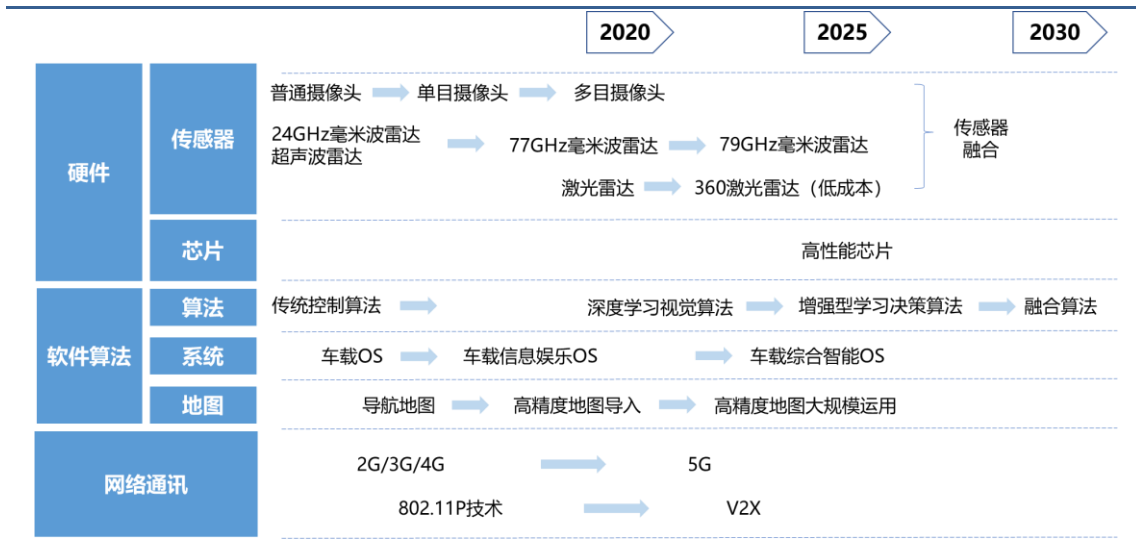 2020 2025 2030
硬件
传感器
普通摄像头 单目摄像头 多目摄像头
24GHz毫米波雷达
超声波雷达
77GHz毫米波雷达 79GHz毫米波雷达
激光雷达 360激光雷达（低成本）
传感器
融合
芯片
高性能芯片
软件算法
算法
传统控制算法 深度学习视觉算法 增强型学习决策算法 融合算法
系统
车载OS 车载信息娱乐OS 车载综合智能OS
地图
导航地图 高精度地图导入 高精度地图大规模运用
网络通讯
2G/3G/4G 5G
802.11P技术 V2X